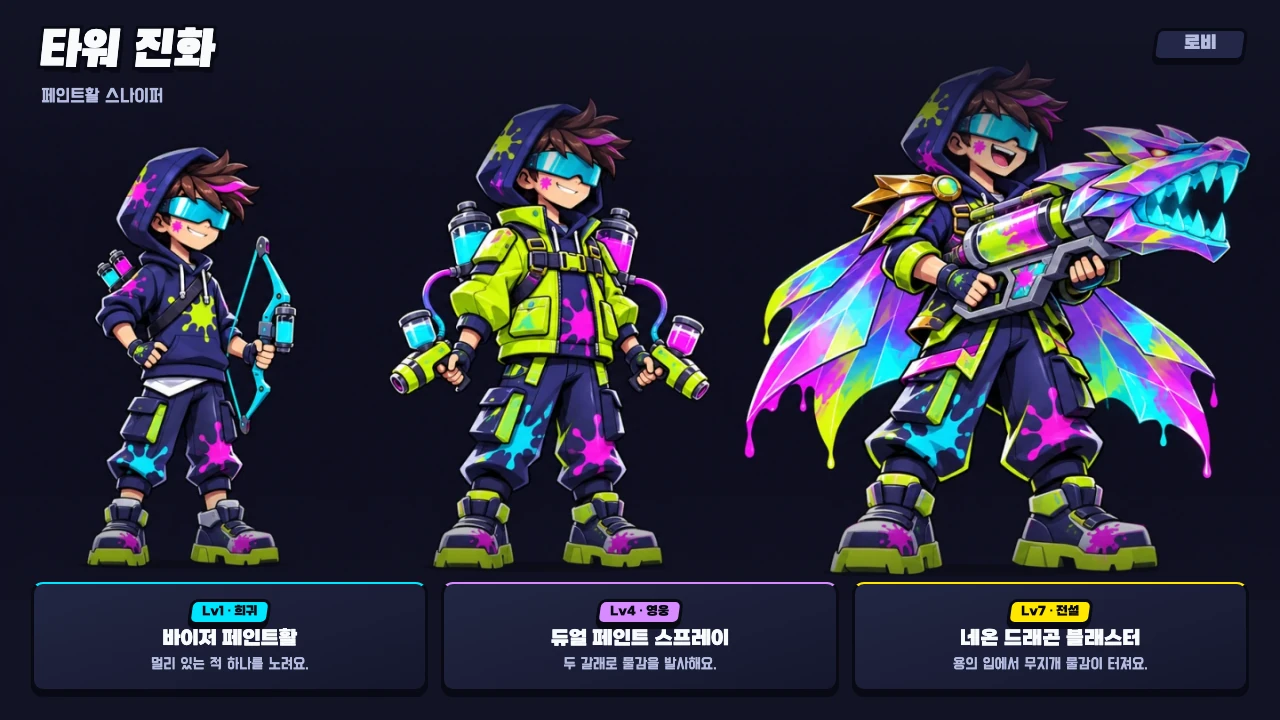 타워 진화
로비
페인트활 스나이퍼
Lv1 · 희귀
바이저 페인트활
멀리 있는 적 하나를 노려요.
Lv4 · 영웅
듀얼 페인트 스프레이
두 갈래로 물감을 발사해요.
Lv7 · 전설
네온 드래곤 블래스터
용의 입에서 무지개 물감이 터져요.